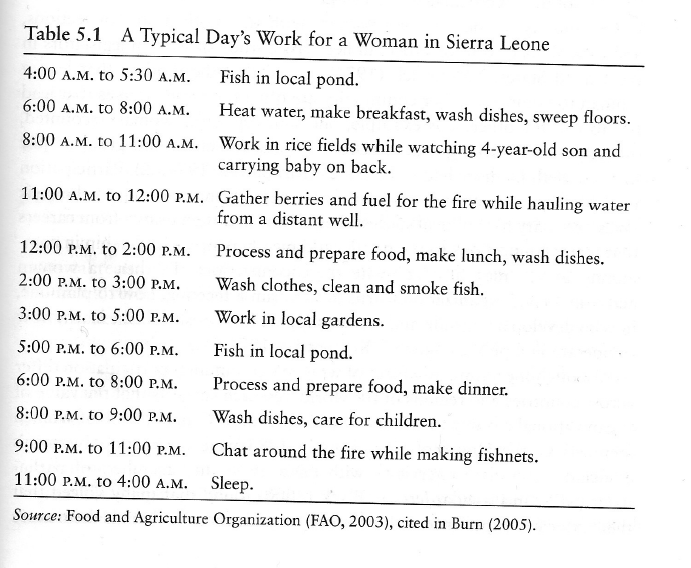 Table 5.1 A Typical Day's Work for a Woman in Sierra Leone
4:00 A.M. to 5:30 A.M. Fish in local pond.
6:00 A.M. to 8:00 A.M. Heat water, make breakfast, wash dishes, sweep floors.
8:00 A.M. to 11:00 A.M. Work in rice fields while watching 4-year-old son and
carrying baby on back.
11:00 A.M. to 12:00 P.M. Gather berries and fuel for the fire while hauling water
from a distant well.
12:00 P.M. to 2:00 P.M. Process and prepare food, make lunch, wash dishes.
2:00 P.M. to 3:00 P.M. Wash clothes, clean and smoke fish.
3:00 P.M. to 5:00 P.M. Work in local gardens.
5:00 P.M. to 6:00 P.M. Fish in local pond.
6:00 P.M. to 8:00 P.M. Process and prepare food, make dinner.
8:00 P.M. to 9:00 P.M. Wash dishes, care for children.
9:00 P.M. to 11:00 P.M. Chat around the fire while making fishnets.
11:00 P.M. to 4:00 A.M. Sleep.
Source: Food and Agriculture Organization (FAO, 2003), cited in Burn (2005).